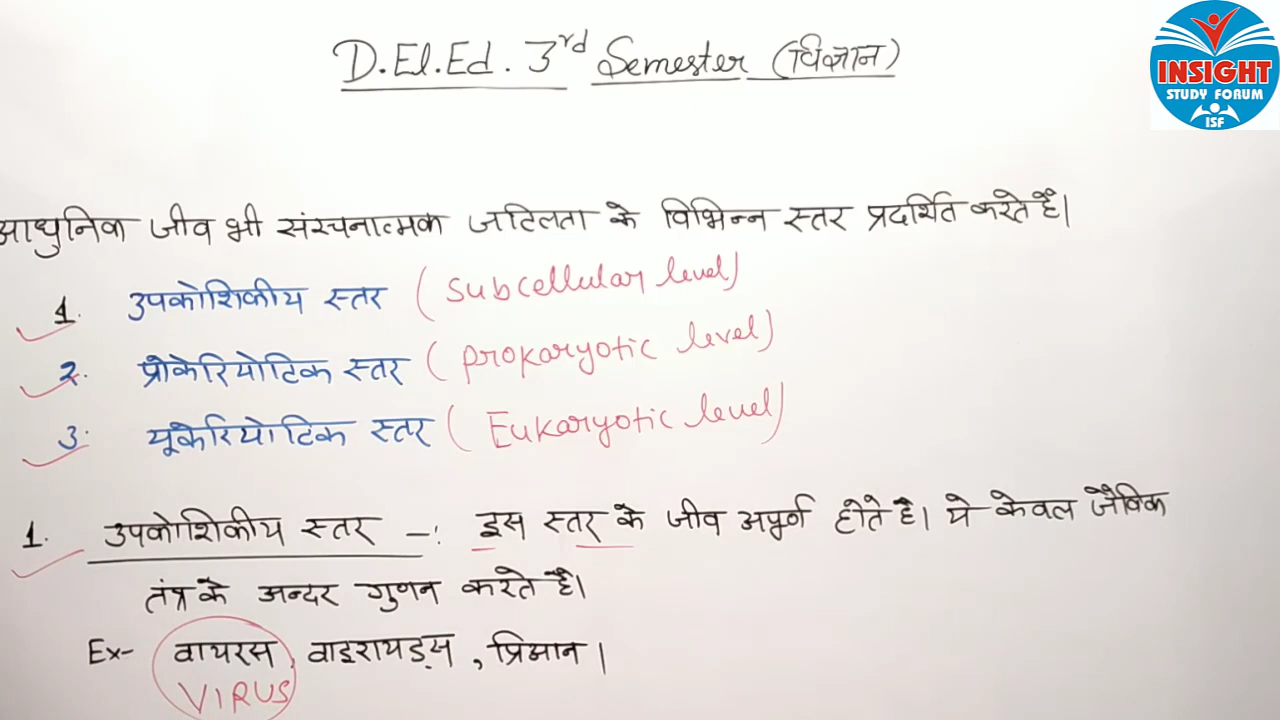 D.El.Ed. 3rd Semester (विज्ञान)
INSIGHT
STUDY FORUM
ISF
आधुनिक जीव भी संरचनात्मक जटिलता के विभिन्न स्तर प्रदर्शित करते है।
1. उपकोशिकीय स्तर (Subcellular level)
2. प्रोकेरियोटिक स्तर (Prokaryotic level)
3. यूकेरियोटिक स्तर (Eukaryotic level)
1. उपकोशिकीय स्तर -: इस स्तर के जीव अपूर्ण होते है। ये केवल जैविक
तंत्र के अन्दर गुणन करते है।
Ex- वायरस, वाइरायड्स, प्रिआन।
VIRUS